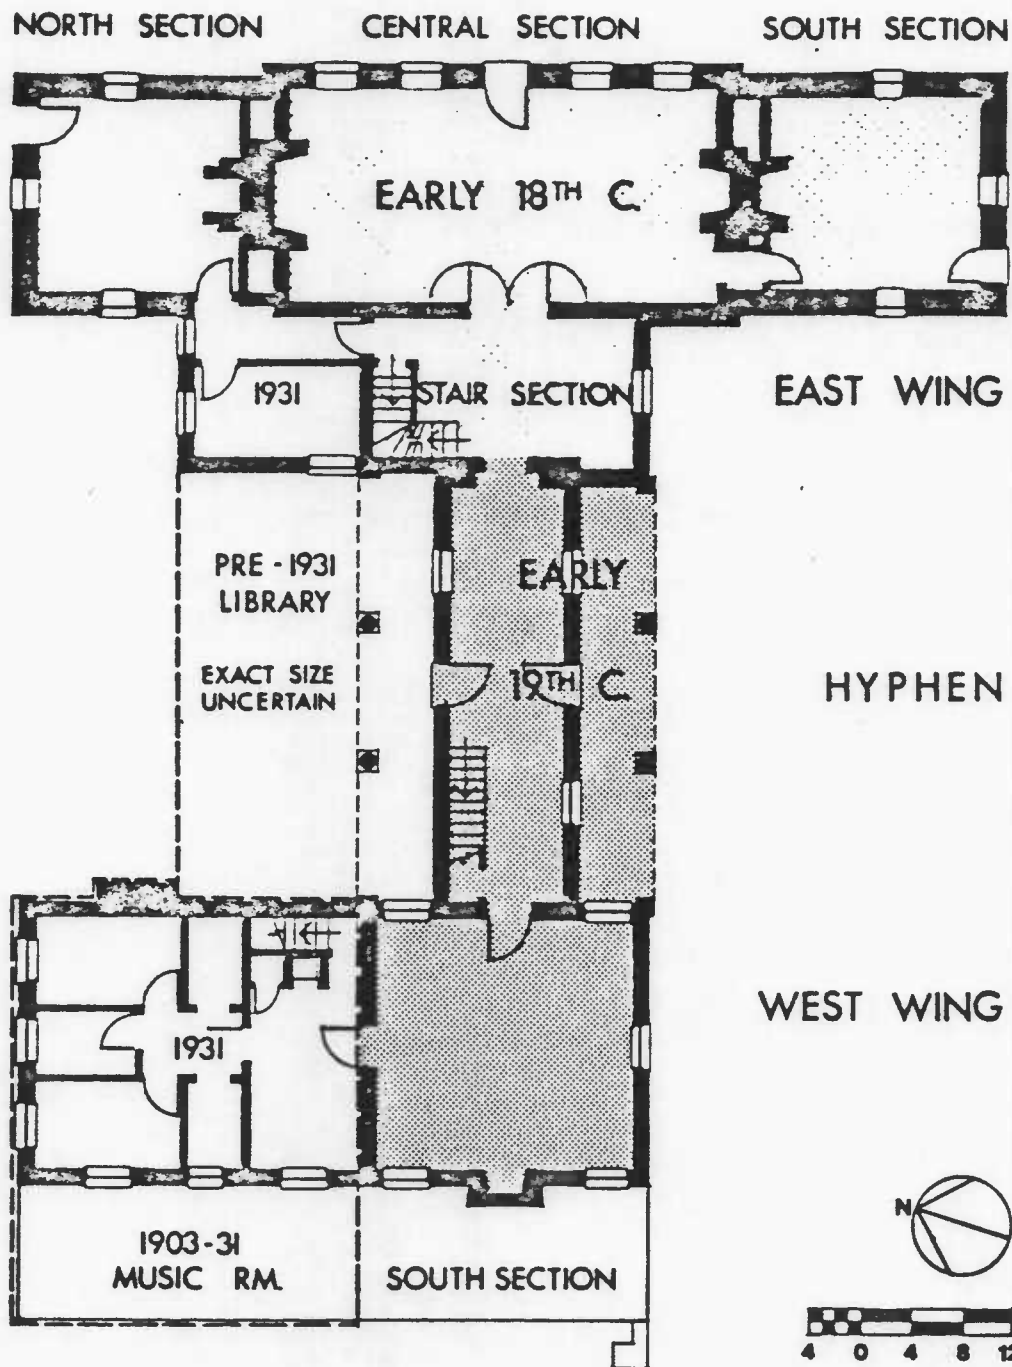 NORTH SECTION
CENTRAL SECTION
SOUTH SECTION
EARLY 18TH C.
1931
STAIR SECTION
EAST WING
PRE-1931
LIBRARY
EXACT SIZE
UNCERTAIN
EARLY
19TH C.
HYPHEN
WEST WING
1931
N
1903-31
MUSIC RM.
SOUTH SECTION
4 0 4 8 12